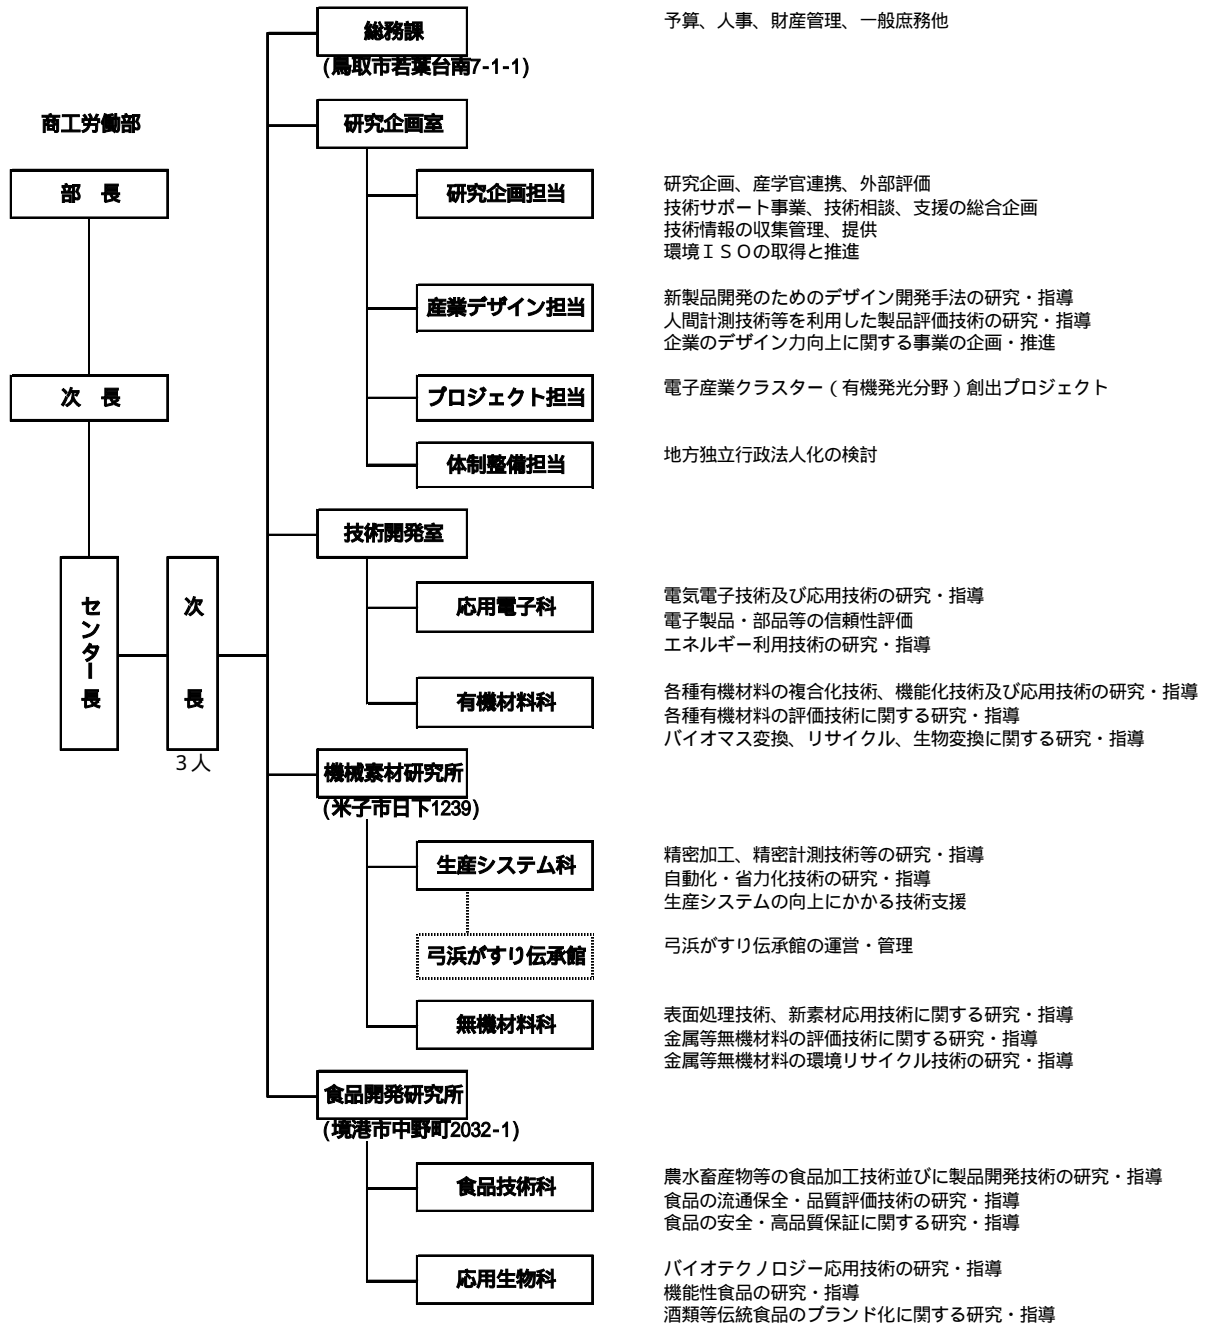 総務課
予算、人事、財産管理、一般庶務他
(鳥取市若葉台南7-1-1)
商工労働部
研究企画室
部　長
研究企画担当
研究企画、産学官連携、外部評価
技術サポート事業、技術相談、支援の総合企画
技術情報の収集管理、提供
環境ＩＳＯの取得と推進
産業デザイン担当
新製品開発のためのデザイン開発手法の研究・指導
人間計測技術等を利用した製品評価技術の研究・指導
企業のデザイン力向上に関する事業の企画・推進
次　長
プロジェクト担当
電子産業クラスター（有機発光分野）創出プロジェクト
体制整備担当
地方独立行政法人化の検討
技術開発室
センター長
次　長
3人
応用電子科
電気電子技術及び応用技術の研究・指導
電子製品・部品等の信頼性評価
エネルギー利用技術の研究・指導
有機材料科
各種有機材料の複合化技術、機能化技術及び応用技術の研究・指導
各種有機材料の評価技術に関する研究・指導
バイオマス変換、リサイクル、生物変換に関する研究・指導
機械素材研究所
(米子市日下1239)
生産システム科
精密加工、精密計測技術等の研究・指導
自動化・省力化技術の研究・指導
生産システムの向上にかかる技術支援
弓浜がすり伝承館
弓浜がすり伝承館の運営・管理
無機材料科
表面処理技術、新素材応用技術に関する研究・指導
金属等無機材料の評価技術に関する研究・指導
金属等無機材料の環境リサイクル技術の研究・指導
食品開発研究所
(境港市中野町2032-1)
食品技術科
農水畜産物等の食品加工技術並びに製品開発技術の研究・指導
食品の流通保全・品質評価技術の研究・指導
食品の安全・高品質保証に関する研究・指導
応用生物科
バイオテクノロジー応用技術の研究・指導
機能性食品の研究・指導
酒類等伝統食品のブランド化に関する研究・指導